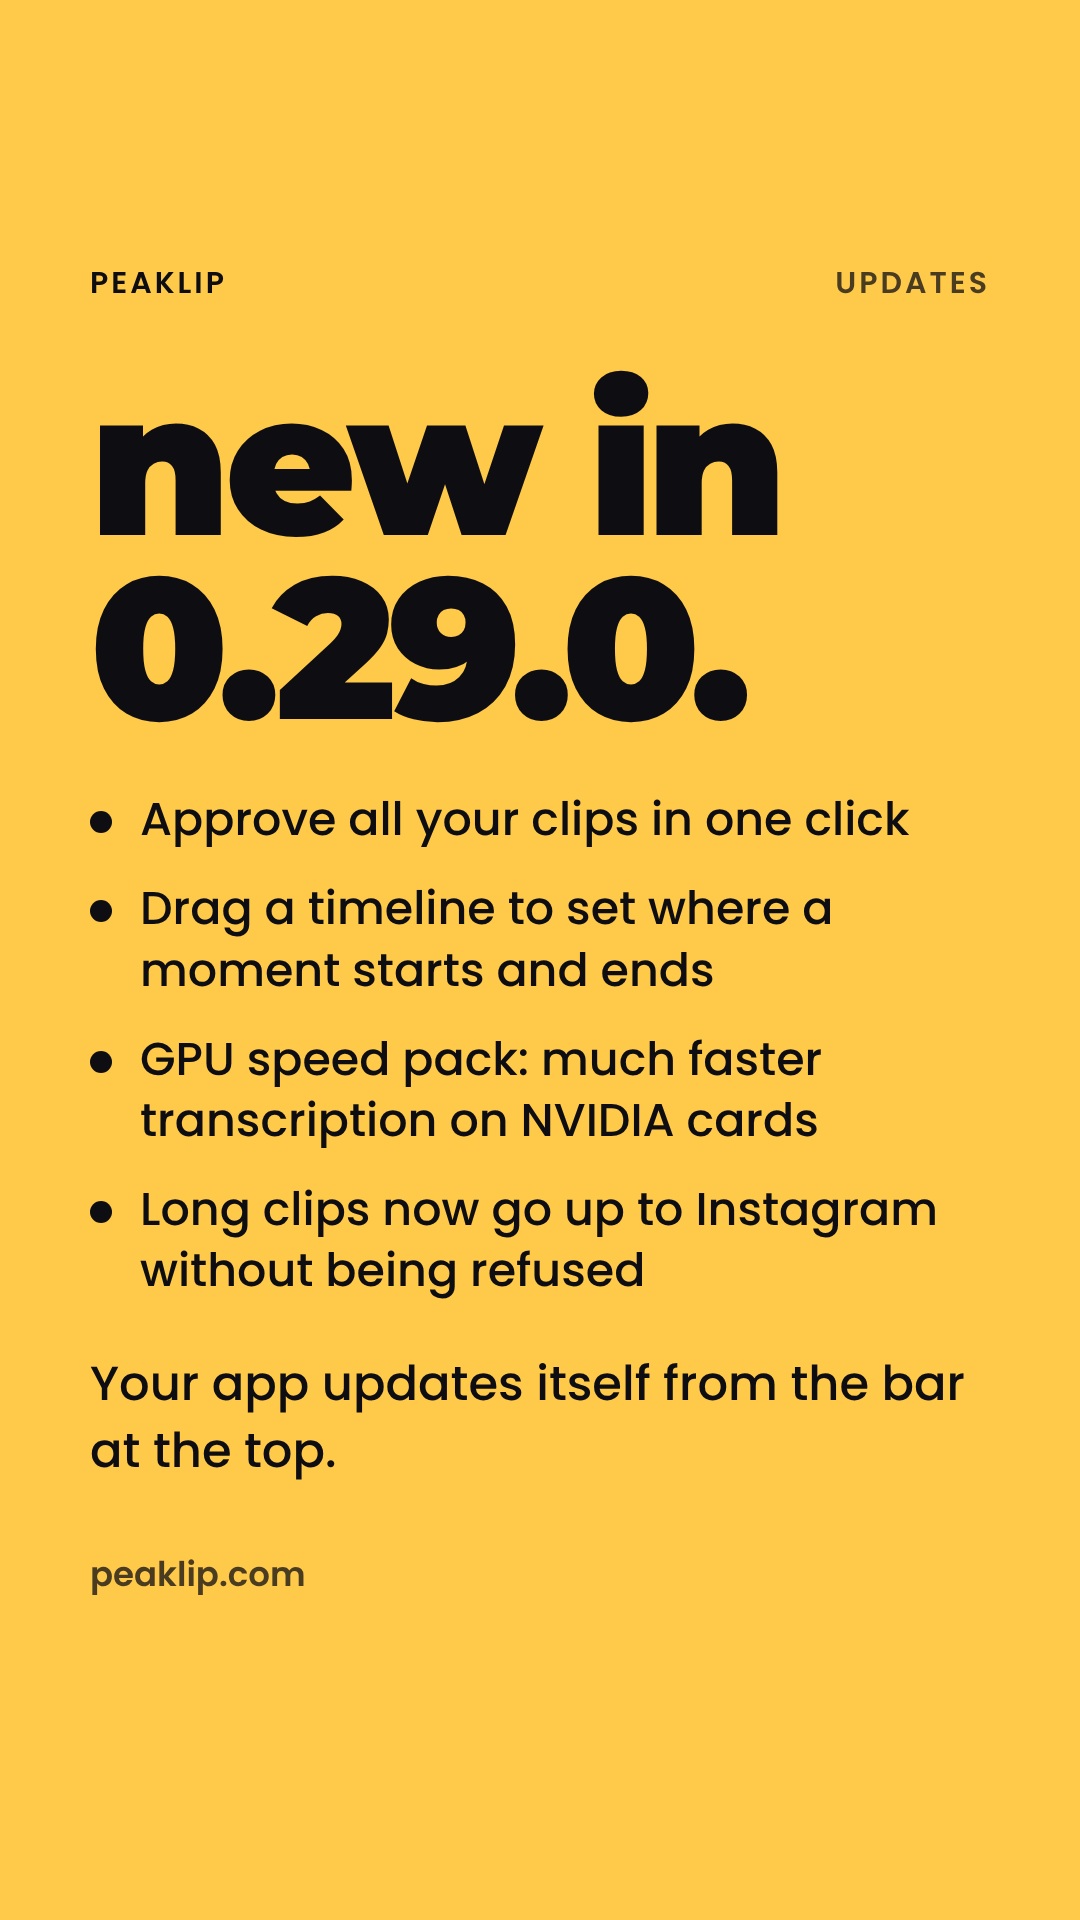 PEAKLIP
UPDATES
new in
0.29.0.
Approve all your clips in one click
Drag a timeline to set where a
moment starts and ends
GPU speed pack: much faster
transcription on NVIDIA cards
Long clips now go up to Instagram
without being refused
Your app updates itself from the bar
at the top.
peaklip.com